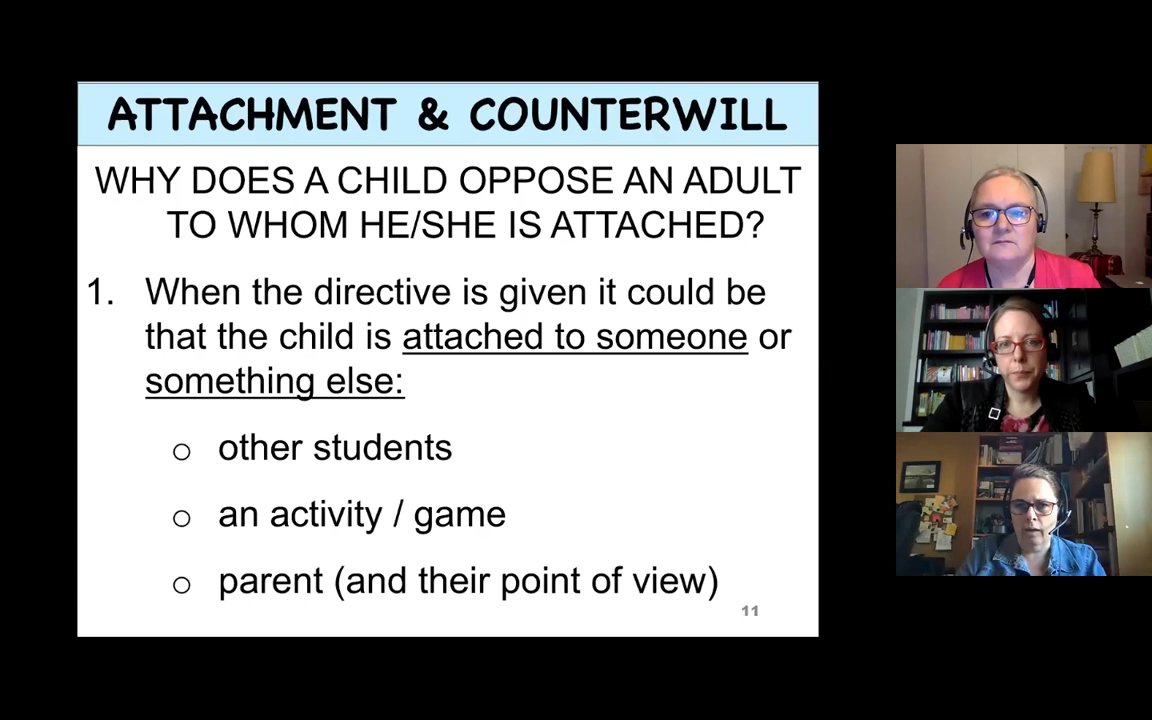 ATTACHMENT & COUNTERWILL
WHY DOES A CHILD OPPOSE AN ADULT
TO WHOM HE/SHE IS ATTACHED?
1. When the directive is given it could be
that the child is attached to someone or
something else:
o other students
o an activity / game
o parent (and their point of view)
11